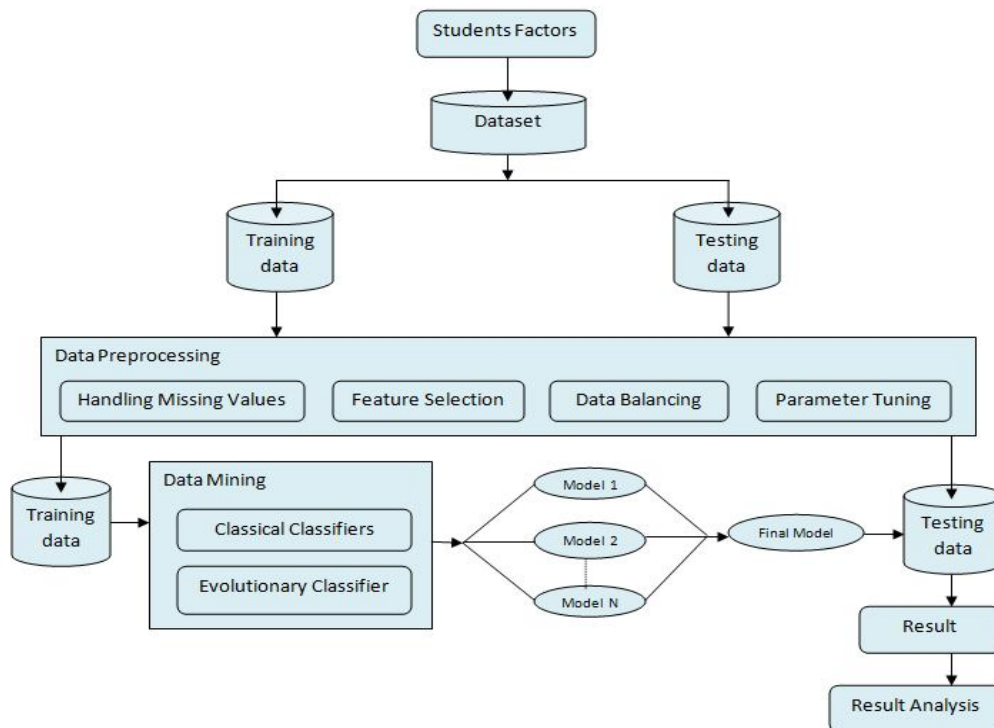 Students Factors
Dataset
Training
data
Testing
data
Data Preprocessing
Handling Missing Values
Feature Selection
Data Balancing
Parameter Tuning
Training
data
Data Mining
Classical Classifiers
Evolutionary Classifier
Model 1
Model 2
Model N
Final Model
Testing
data
Result
Result Analysis